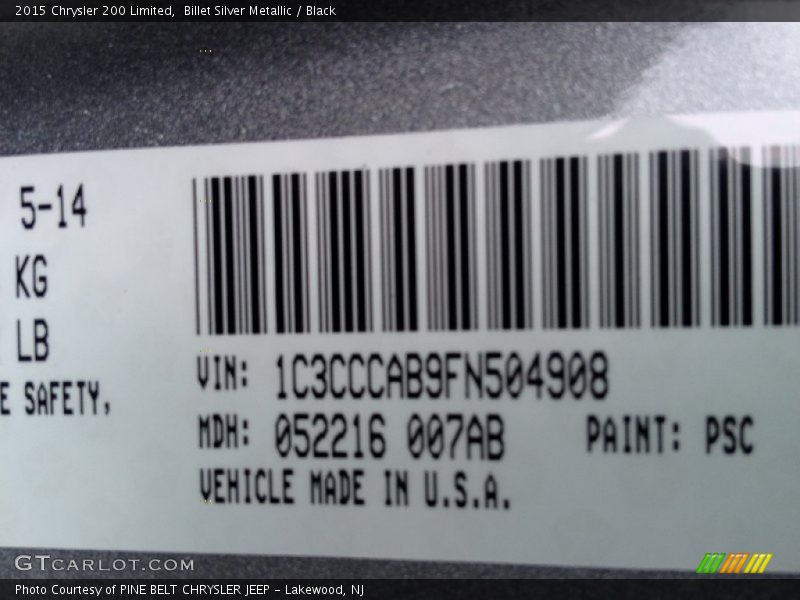 2015 Chrysler 200 Limited,  Billet Silver Metallic / Black
5-14
KG
LB
E SAFETY,
VIN: 1C3CCCAB9FN504908
MDH: 052216 007AB PAINT: PSC
VEHICLE MADE IN U.S.A.
GTCARLOT.COM
Photo Courtesy of PINE BELT CHRYSLER JEEP - Lakewood, NJ